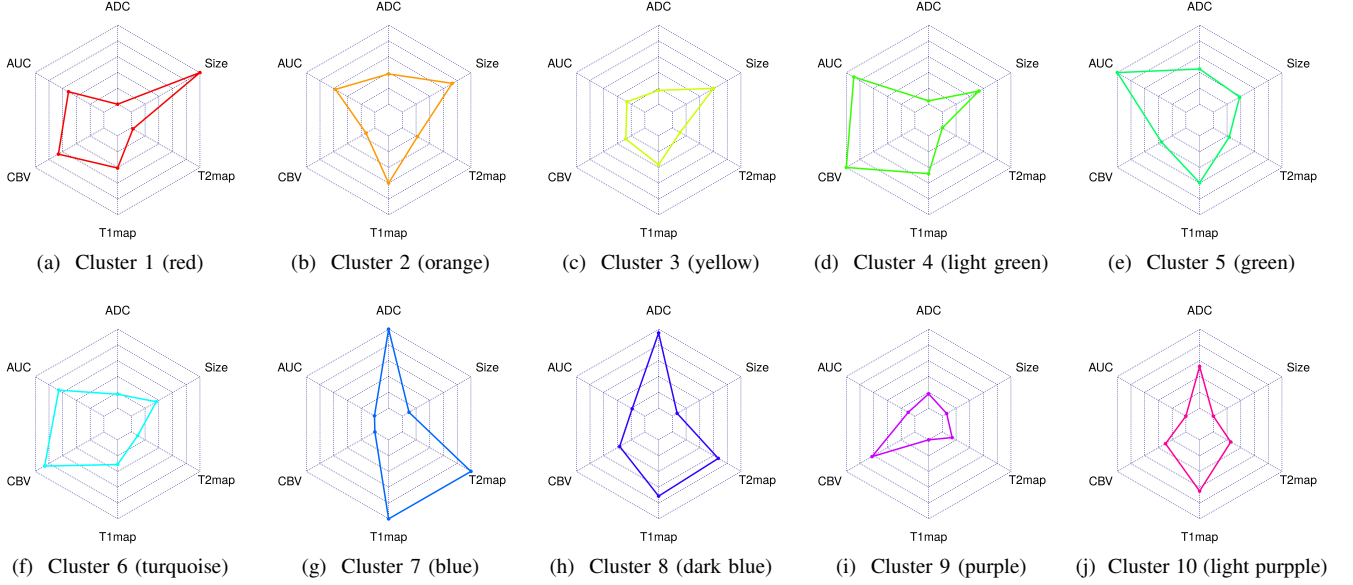 ADC ADC ADC ADC ADC
AUC Size AUC Size AUC Size AUC Size AUC Size
CBV T2map CBV T2map CBV T2map CBV T2map CBV T2map
T1map T1map T1map T1map T1map
(a) Cluster 1 (red) (b) Cluster 2 (orange) (c) Cluster 3 (yellow) (d) Cluster 4 (light green) (e) Cluster 5 (green)
ADC ADC ADC ADC ADC
AUC Size AUC Size AUC Size AUC Size AUC Size
CBV T2map CBV T2map CBV T2map CBV T2map CBV T2map
T1map T1map T1map T1map T1map
(f) Cluster 6 (turquoise) (g) Cluster 7 (blue) (h) Cluster 8 (dark blue) (i) Cluster 9 (purple) (j) Cluster 10 (light purpple)